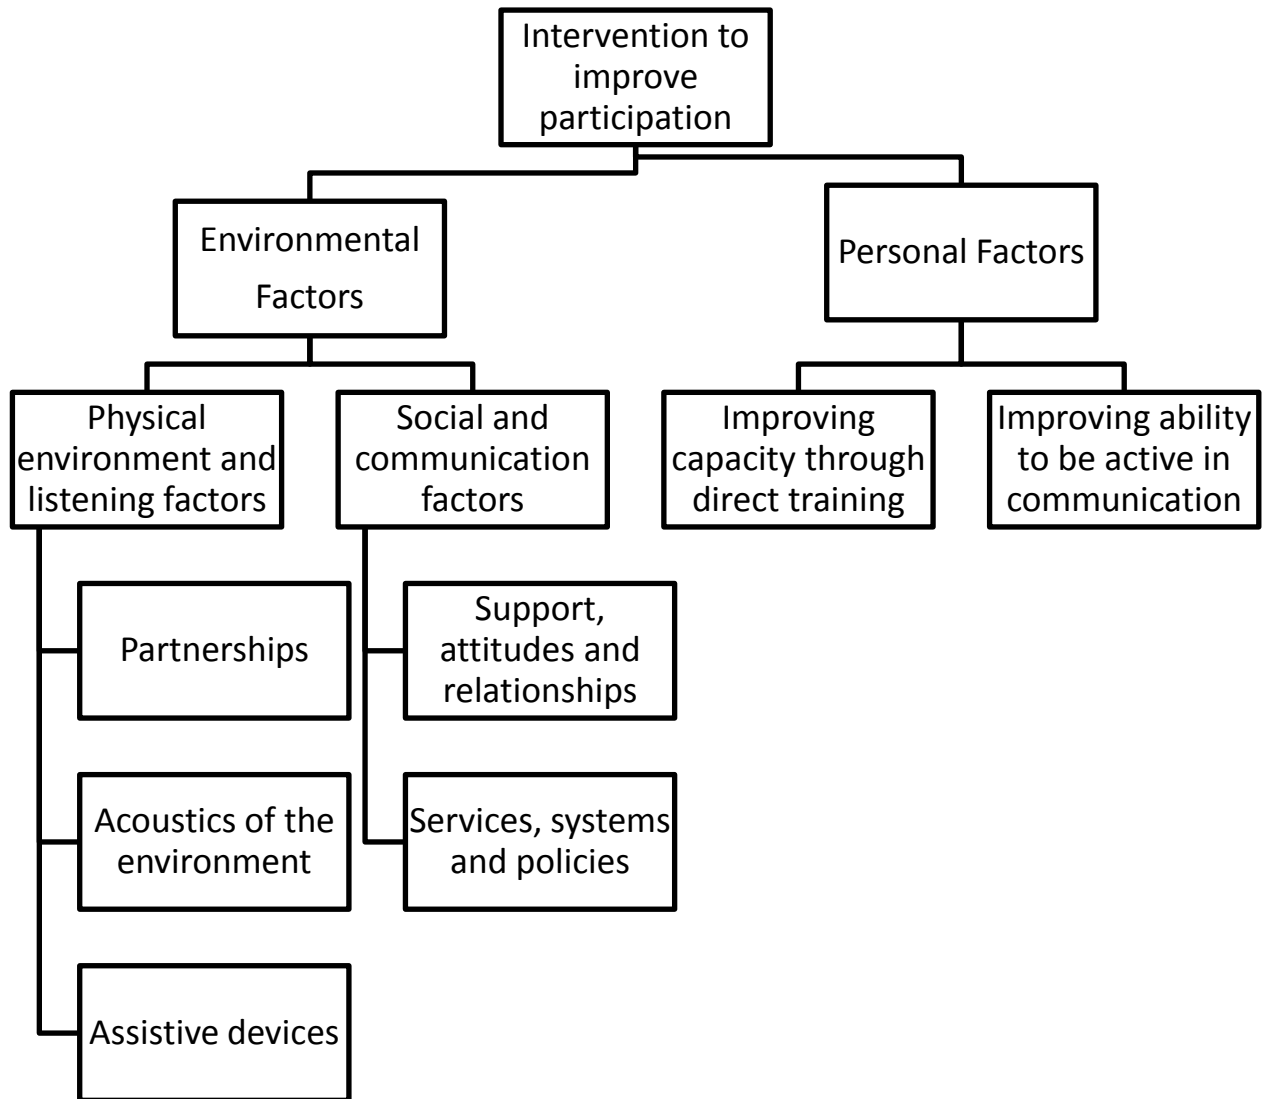 Intervention to
improve
participation
Environmental
Factors
Personal Factors
Physical
environment and
listening factors
Social and
communication
factors
Improving
capacity through
direct training
Improving ability
to be active in
communication
Partnerships
Support,
attitudes and
relationships
Acoustics of the
environment
Services, systems
and policies
Assistive devices